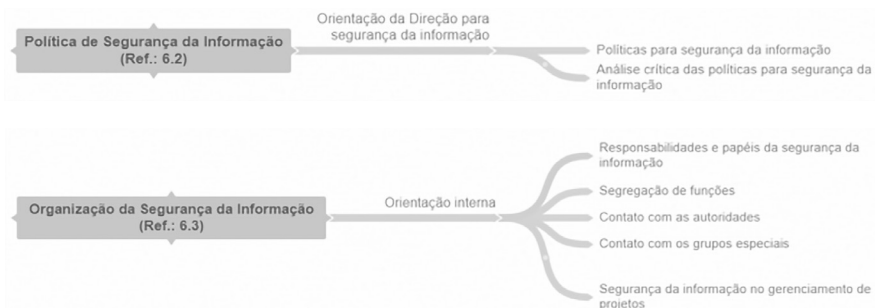 Orientação da Direção para
segurança da informação
Política de Segurança da Informação
(Ref.: 6.2)
Políticas para segurança da informação
Análise crítica das políticas para segurança da
informação
Responsabilidades e papéis da segurança da
informação
Segregação de funções
Organização da Segurança da Informação
(Ref.: 6.3)
Orientação interna
Contato com as autoridades
Contato com os grupos especiais
Segurança da informação no gerenciamento de
projetos